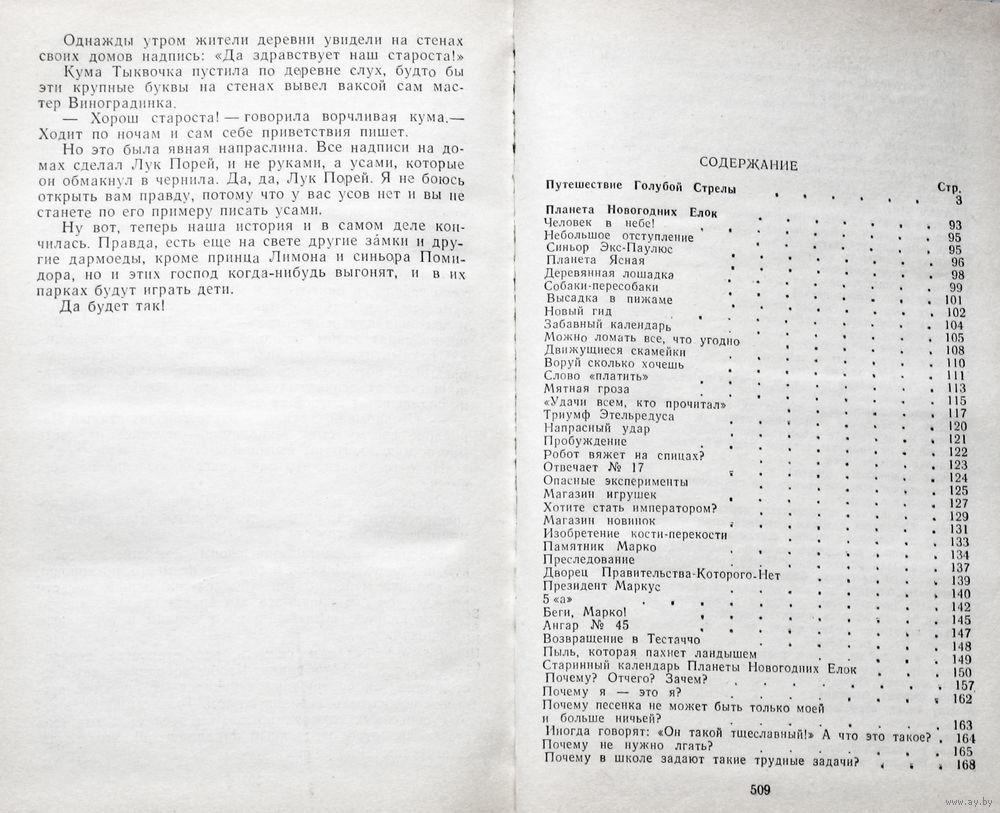 Однажды утром жители деревни увидели на стенах
своих домов надпись: «Да здравствует наш староста!»
Кума Тыквочка пустила по деревне слух, будто бы
эти крупные буквы на стенах вывел ваксой сам мас-
тер Виноградинка.
— Хорош староста! — говорила ворчливая кума.—
Ходит по ночам и сам себе приветствия пишет.
Но это была явная напраслина. Все надписи на до-
мах сделал Лук Порей, и не руками, а усами, которые
он обмакнул в чернила. Да, да, Лук Порей. Я не боюсь
открыть вам правду, потому что у вас усов нет и вы не
станете по его примеру писать усами.
Ну вот, теперь наша история и в самом деле кон-
чилась. Правда, есть еще на свете другие за́мки и дру-
гие дармоеды, кроме принца Лимона и синьора Поми-
дора, но и этих господ когда-нибудь выгонят, и в их
парках будут играть дети.
Да будет так!
СОДЕРЖАНИЕ
Стр.
Путешествие Голубой Стрелы 3
Планета Новогодних Елок 93
Человек в небе! 95
Небольшое отступление 95
Синьор Экс-Паулюс 96
Планета Ясная 98
Деревянная лошадка 99
Собаки-пересобаки 101
Высадка в пижаме 102
Новый гид 104
Забавный календарь 105
Можно ломать все, что угодно 108
Движущиеся скамейки 110
Воруй сколько хочешь 111
Слово «платить» 113
Мятная гроза 115
«Удачи всем, кто прочитал» 117
Триумф Этельредуса 120
Напрасный удар 121
Пробуждение 122
Робот вяжет на спицах? 123
Отвечает № 17 124
Опасные эксперименты 125
Магазин игрушек 127
Хотите стать императором? 129
Магазин новинок 131
Изобретение кости-перекости 133
Памятник Марко 134
Преследование 137
Дворец Правительства-Которого-Нет 139
Президент Маркус 140
5 «а» 142
Беги, Марко! 145
Ангар № 45 147
Возвращение в Тестаччо 148
Пыль, которая пахнет ландышем 149
Старинный календарь Планеты Новогодних Елок 150
Почему? Отчего? Зачем? 157
Почему я — это я? 162
Почему песенка не может быть только моей
и больше ничьей? 163
Иногда говорят: «Он такой тщеславный!» А что это такое? 164
Почему не нужно лгать? 165
Почему в школе задают такие трудные задачи? 168
509
www.ay.by